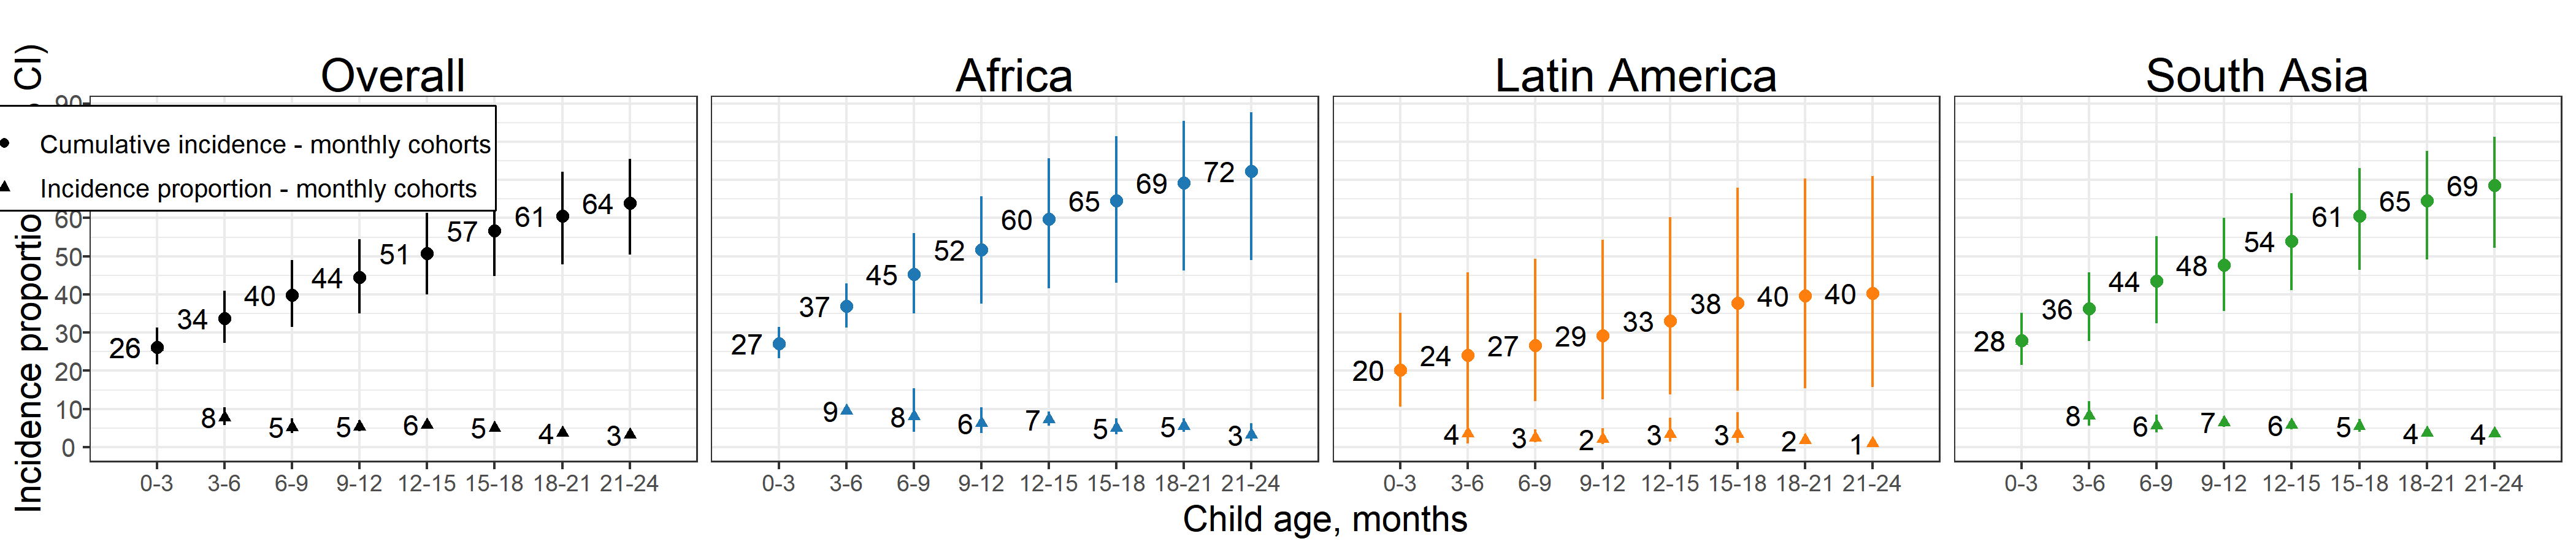 Overall Africa Latin America South Asia
CI)
Incidence proportio
Cumulative incidence - monthly cohorts
Incidence proportion - monthly cohorts
60
50
40
30
20
10
0
26 34 40 44 51 57 61 64
8 5 5 6 5 4 3
27 37 45 52 60 65 69 72
9 8 6 7 5 5 3
20 24 27 29 33 38 40 40
4 3 2 3 3 2 1
28 36 44 48 54 61 65 69
8 6 7 6 5 4 4
0-3 3-6 6-9 9-12 12-15 15-18 18-21 21-24
0-3 3-6 6-9 9-12 12-15 15-18 18-21 21-24
0-3 3-6 6-9 9-12 12-15 15-18 18-21 21-24
0-3 3-6 6-9 9-12 12-15 15-18 18-21 21-24
Child age, months